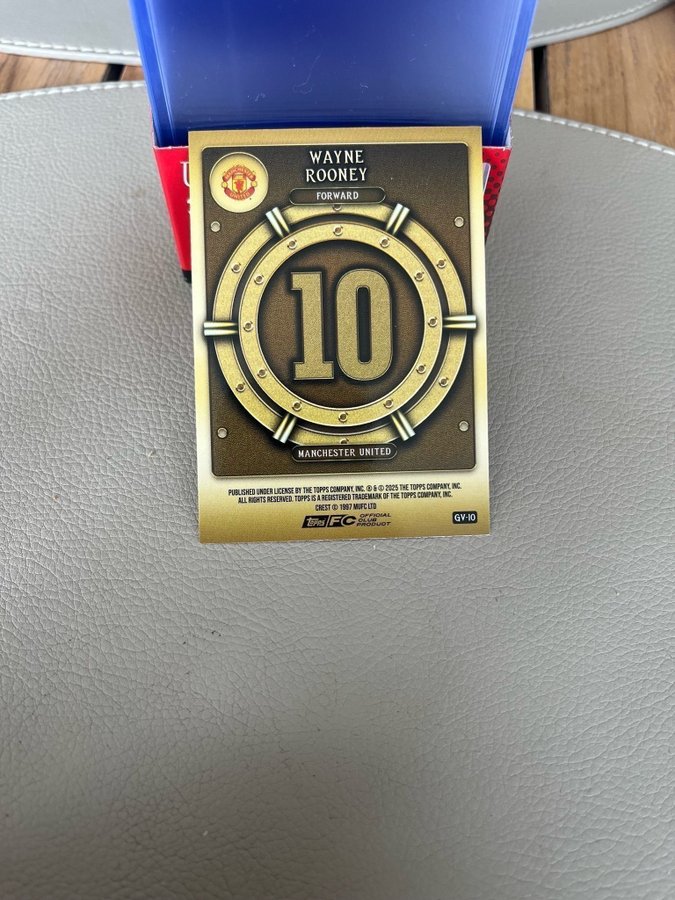 WAYNE
ROONEY
FORWARD
MANCHESTER
UNITED
10
MANCHESTER UNITED
PUBLISHED UNDER LICENSE BY THE TOPPS COMPANY, INC. ® & © 2025 THE TOPPS COMPANY, INC.
ALL RIGHTS RESERVED. TOPPS IS A REGISTERED TRADEMARK OF THE TOPPS COMPANY, INC.
CREST © 1997 MUFC LTD
Topps FC OFFICIAL
CLUB
PRODUCT
GV-10